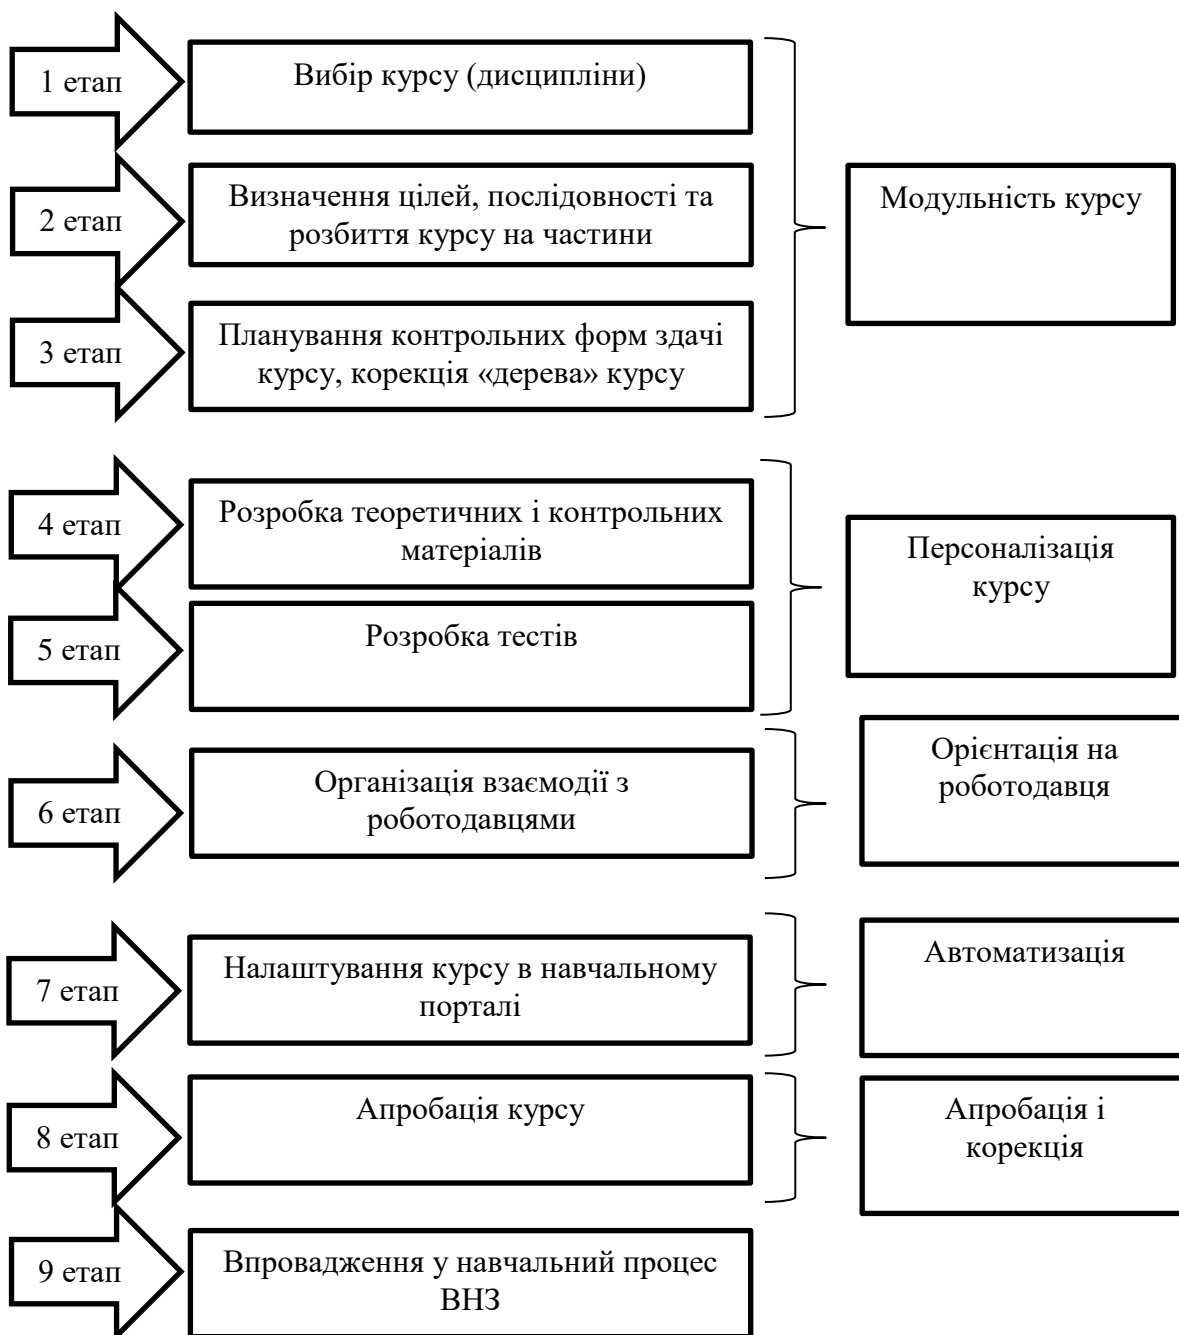 1 етап
Вибір курсу (дисципліни)
2 етап
Визначення цілей, послідовності та
розбиття курсу на частини
Модульність курсу
3 етап
Планування контрольних форм здачі
курсу, корекція «дерева» курсу
4 етап
Розробка теоретичних і контрольних
матеріалів
Персоналізація
курсу
5 етап
Розробка тестів
6 етап
Організація взаємодії з
роботодавцями
Орієнтація на
роботодавця
7 етап
Налаштування курсу в навчальному
порталі
Автоматизація
8 етап
Апробація курсу
Апробація і
корекція
9 етап
Впровадження у навчальний процес
ВНЗ